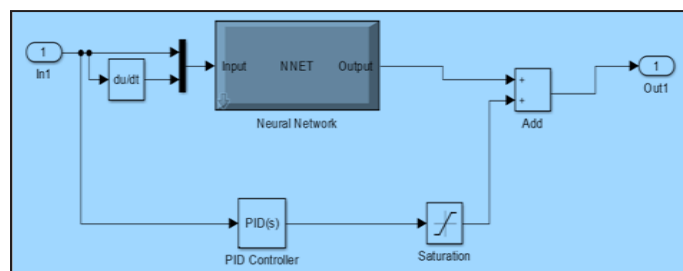 1
In1
du/dt
Input NNET Output
Neural Network
+
+
Add
1
Out1
PID(s)
PID Controller
Saturation